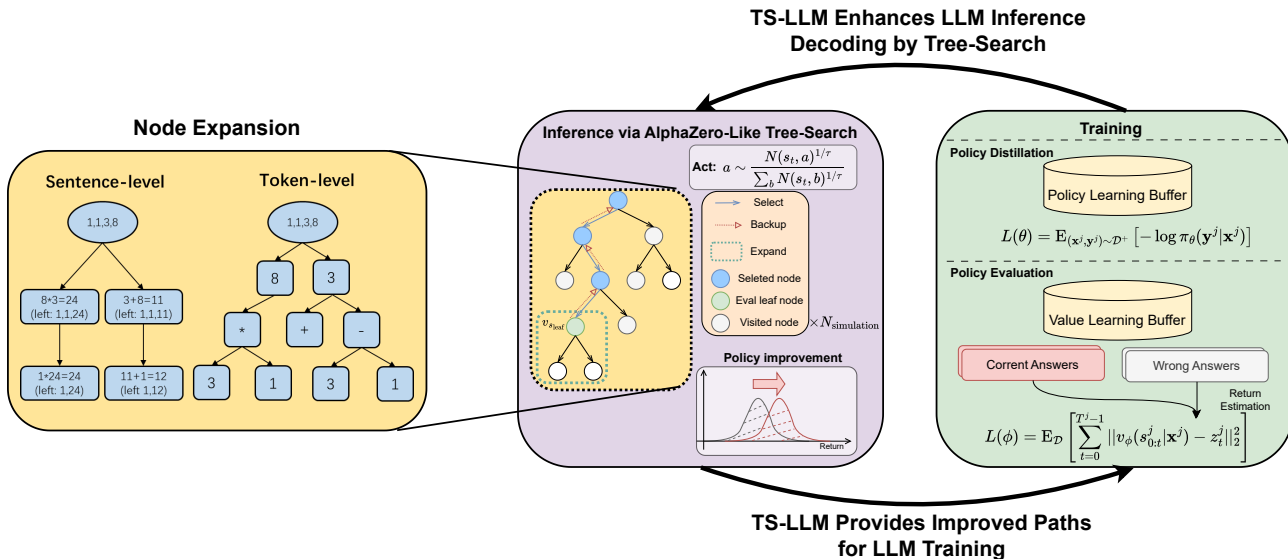 TS-LLM Enhances LLM Inference
Decoding by Tree-Search
Node Expansion
Sentence-level
Token-level
1,1,3,8
8*3=24
(left: 1,1,24)
3+8=11
(left: 1,1,11)
1*24=24
(left: 1,24)
11+1=12
(left 1,12)
1,1,3,8
8
3
*
+
-
3
1
3
1
Inference via AlphaZero-Like Tree-Search
Act: a ∼ N(s_t, a)^{1/τ} / ∑_b N(s_t, b)^{1/τ}
Select
Backup
Expand
Seleted node
Eval leaf node
Visited node
×N_simulation
v_{s_leaf}
Policy improvement
Return
Training
Policy Distillation
Policy Learning Buffer
L(θ) = E_{(x^j,y^j)∼D^+} [−log π_θ(y^j|x^j)]
Policy Evaluation
Value Learning Buffer
Corrent Answers
Wrong Answers
Return
Estimation
L(ϕ) = E_D [∑_{t=0}^{T^j−1} ||v_ϕ(s^j_{0:t}|x^j) − z^j_t||^2_2]
TS-LLM Provides Improved Paths
for LLM Training